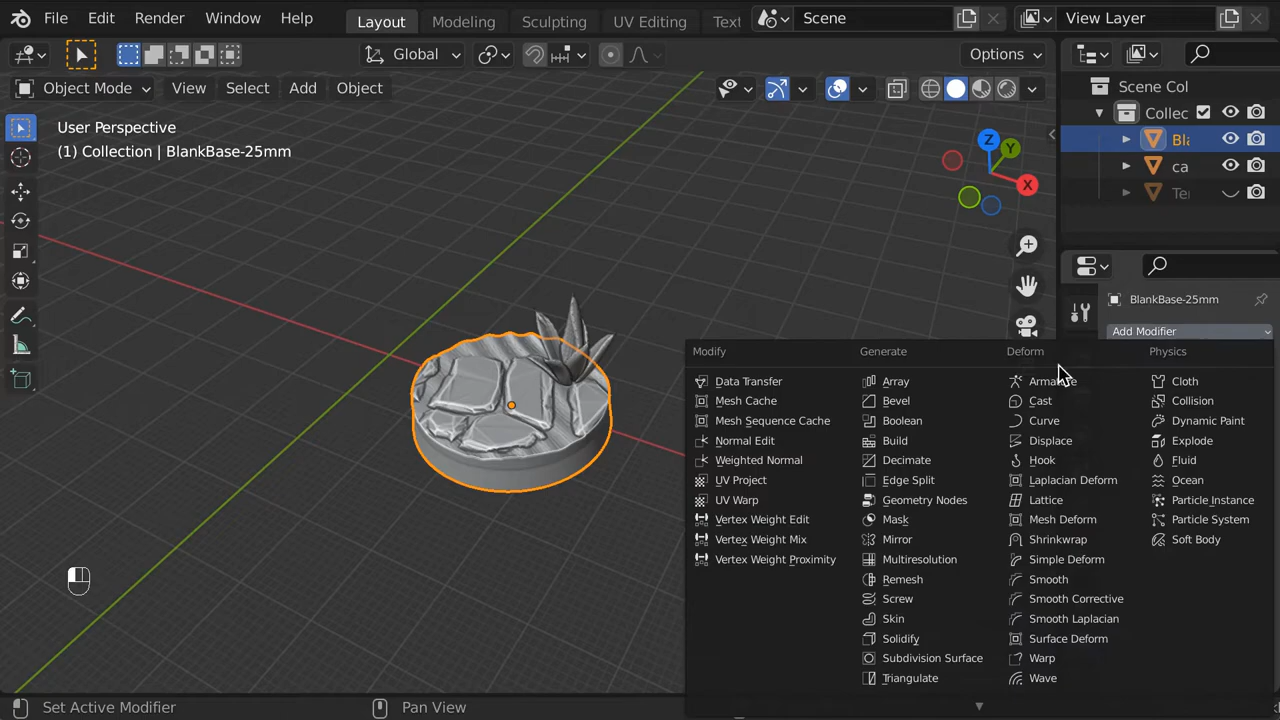 File Edit Render Window Help Layout Modeling Sculpting UV Editing Text Scene View Layer
Global Options
Object Mode View Select Add Object
User Perspective
(1) Collection | BlankBase-25mm
Z
Y
X
Scene Col
Collec
Bla
ca
Te
BlankBase-25mm
Add Modifier
Modify Generate Deform Physics
Data Transfer Array Armature Cloth
Mesh Cache Bevel Cast Collision
Mesh Sequence Cache Boolean Curve Dynamic Paint
Normal Edit Build Displace Explode
Weighted Normal Decimate Hook Fluid
UV Project Edge Split Laplacian Deform Ocean
UV Warp Geometry Nodes Lattice Particle Instance
Vertex Weight Edit Mask Mesh Deform Particle System
Vertex Weight Mix Mirror Shrinkwrap Soft Body
Vertex Weight Proximity Multiresolution Simple Deform
Remesh Smooth
Screw Smooth Corrective
Skin Smooth Laplacian
Solidify Surface Deform
Subdivision Surface Warp
Triangulate Wave
Set Active Modifier Pan View